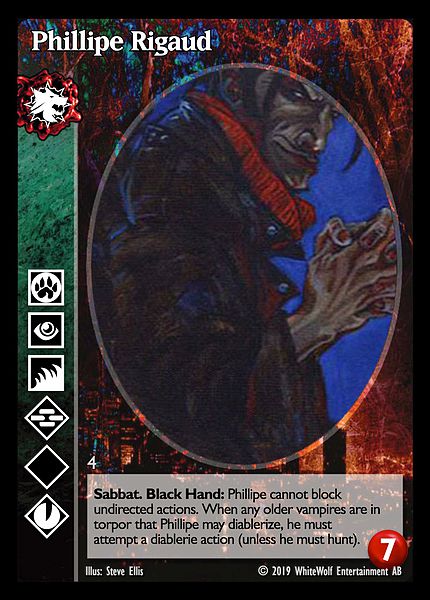 Phillipe Rigaud
4
Sabbat. Black Hand: Phillipe cannot block
undirected actions. When any older vampires are in
torpor that Phillipe may diablerize, he must
attempt a diablerie action (unless he must hunt).
7
Illus: Steve Ellis © 2019 WhiteWolf Entertainment AB